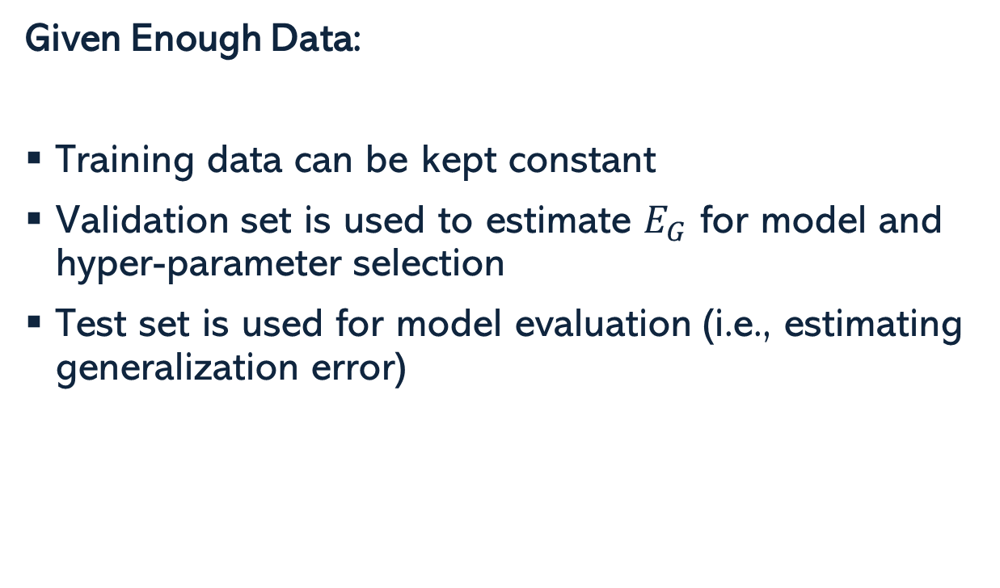 Given Enough Data:
▪ Training data can be kept constant
▪ Validation set is used to estimate E_G for model and
hyper-parameter selection
▪ Test set is used for model evaluation (i.e., estimating
generalization error)